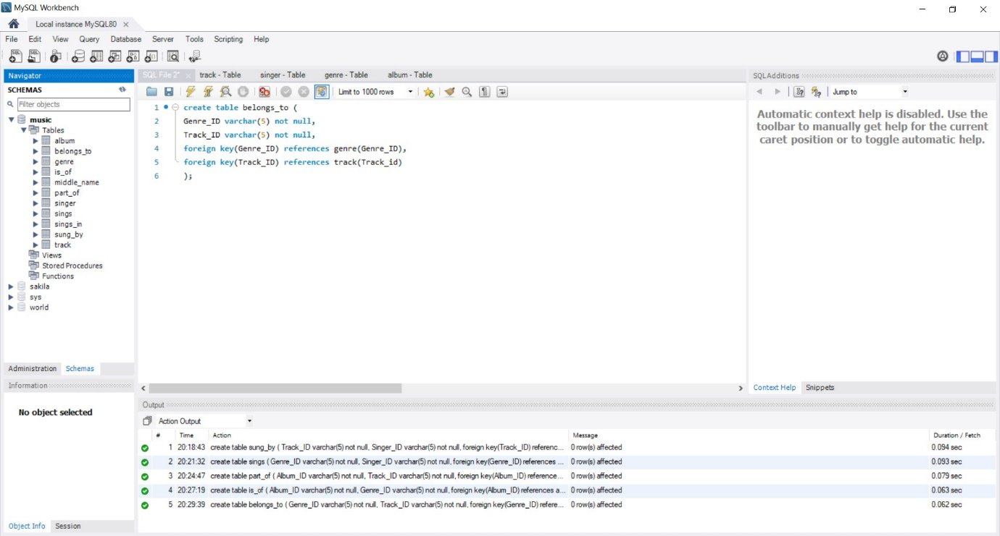 MySQL Workbench
Local instance MySQL80
File Edit View Query Database Server Tools Scripting Help
Navigator
SCHEMAS
Filter objects
music
Tables
album
belongs_to
genre
is_of
middle_name
part_of
singer
sings
sings_in
sung_by
track
Views
Stored Procedures
Functions
sakila
sys
world
Administration Schemas
Information
No object selected
Object Info Session
SQL File 2* track - Table singer - Table genre - Table album - Table
Limit to 1000 rows
1 create table belongs_to (
2 Genre_ID varchar(5) not null,
3 Track_ID varchar(5) not null,
4 foreign key(Genre_ID) references genre(Genre_ID),
5 foreign key(Track_ID) references track(Track_id)
6 );
SQLAdditions
Jump to
Automatic context help is disabled. Use the
toolbar to manually get help for the current
caret position or to toggle automatic help.
Context Help Snippets
Output
Action Output
# Time Action Message Duration / Fetch
1 20:18:43 create table sung_by ( Track_ID varchar(5) not null, Singer_ID varchar(5) not null, foreign key(Track_ID) referenc... 0 row(s) affected 0.094 sec
2 20:21:32 create table sings ( Genre_ID varchar(5) not null, Singer_ID varchar(5) not null, foreign key(Genre_ID) references ... 0 row(s) affected 0.093 sec
3 20:24:47 create table part_of ( Album_ID varchar(5) not null, Track_ID varchar(5) not null, foreign key(Album_ID) reference... 0 row(s) affected 0.079 sec
4 20:27:19 create table is_of ( Album_ID varchar(5) not null, Genre_ID varchar(5) not null, foreign key(Album_ID) references a... 0 row(s) affected 0.063 sec
5 20:29:39 create table belongs_to ( Genre_ID varchar(5) not null, Track_ID varchar(5) not null, foreign key(Genre_ID) refere... 0 row(s) affected 0.062 sec